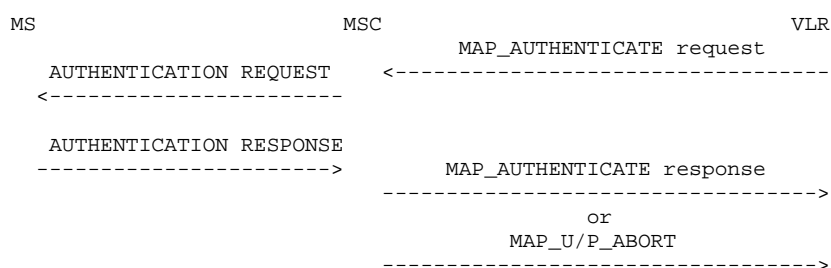 MS MSC VLR
MAP_AUTHENTICATE request
AUTHENTICATION REQUEST
AUTHENTICATION RESPONSE
MAP_AUTHENTICATE response
or
MAP_U/P_ABORT